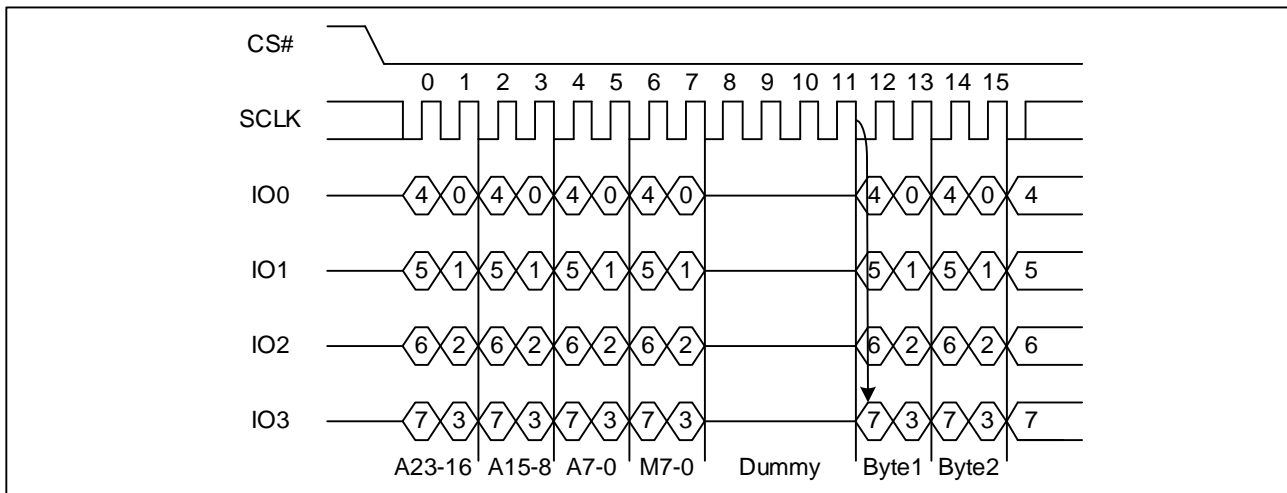 CS#
0 1 2 3 4 5 6 7 8 9 10 11 12 13 14 15
SCLK
IO0 4 0 4 0 4 0 4 0 4 0 4 0 4
IO1 5 1 5 1 5 1 5 1 5 1 5 1 5
IO2 6 2 6 2 6 2 6 2 6 2 6 2 6
IO3 7 3 7 3 7 3 7 3 7 3 7 3 7
A23-16 A15-8 A7-0 M7-0 Dummy Byte1 Byte2